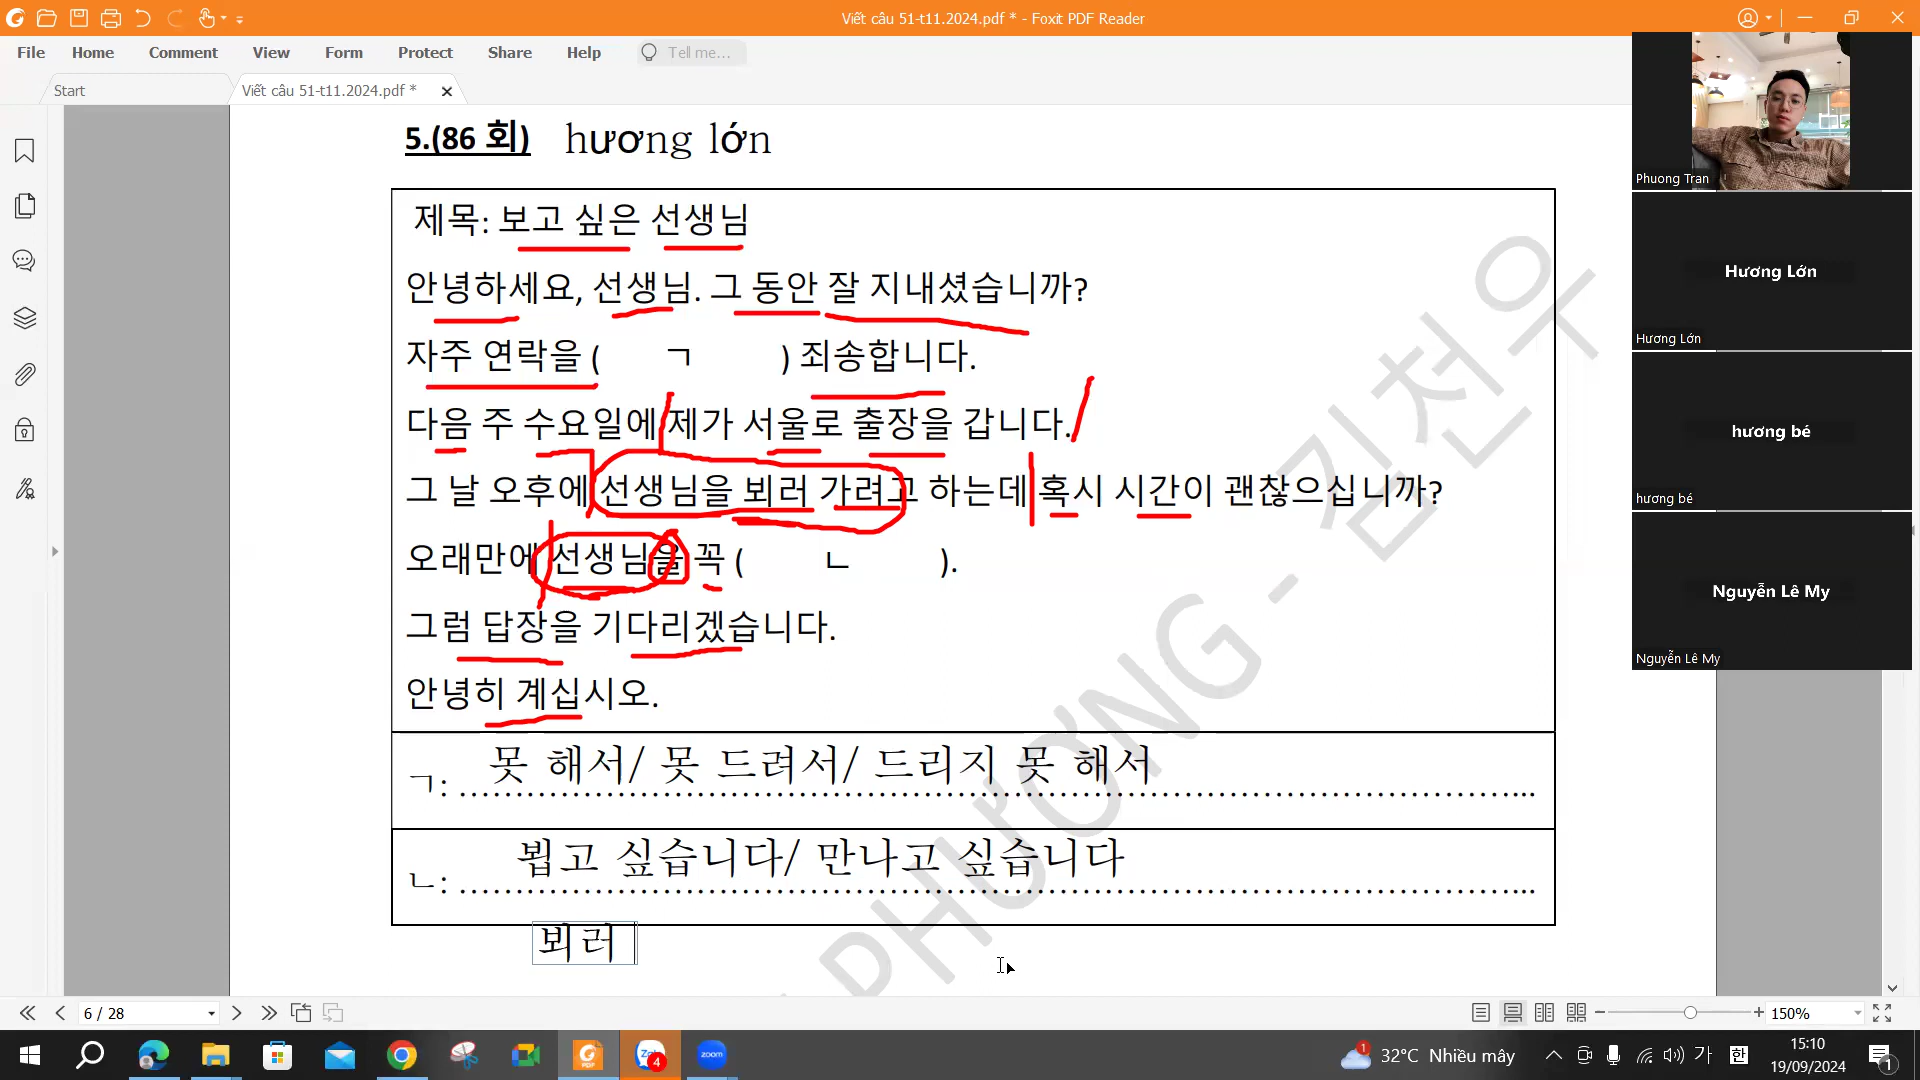 Viết câu 51-t11.2024.pdf * - Foxit PDF Reader
File Home Comment View Form Protect Share Help Tell me...
Start
Viết câu 51-t11.2024.pdf *
5.(86 회) hương lớn
제목: 보고 싶은 선생님
안녕하세요, 선생님. 그 동안 잘 지내셨습니까?
자주 연락을 ( ㄱ ) 죄송합니다.
다음 주 수요일에 제가 서울로 출장을 갑니다.
그 날 오후에 선생님을 뵈러 가려고 하는데 혹시 시간이 괜찮으십니까?
오래만에 선생님을 꼭 ( ㄴ ).
그럼 답장을 기다리겠습니다.
안녕히 계십시오.
못 해서/ 못 드려서/ 드리지 못 해서
ㄱ: ...
뵙고 싶습니다/ 만나고 싶습니다
ㄴ: ...
뵈러
PHƯƠNG - 김천우
Phuong Tran
Hương Lớn
Hương Lớn
hương bé
hương bé
Nguyễn Lê My
Nguyễn Lê My
6 / 28
150%
zoom
4
1
32°C Nhiều mây
가
한
15:10
19/09/2024
1